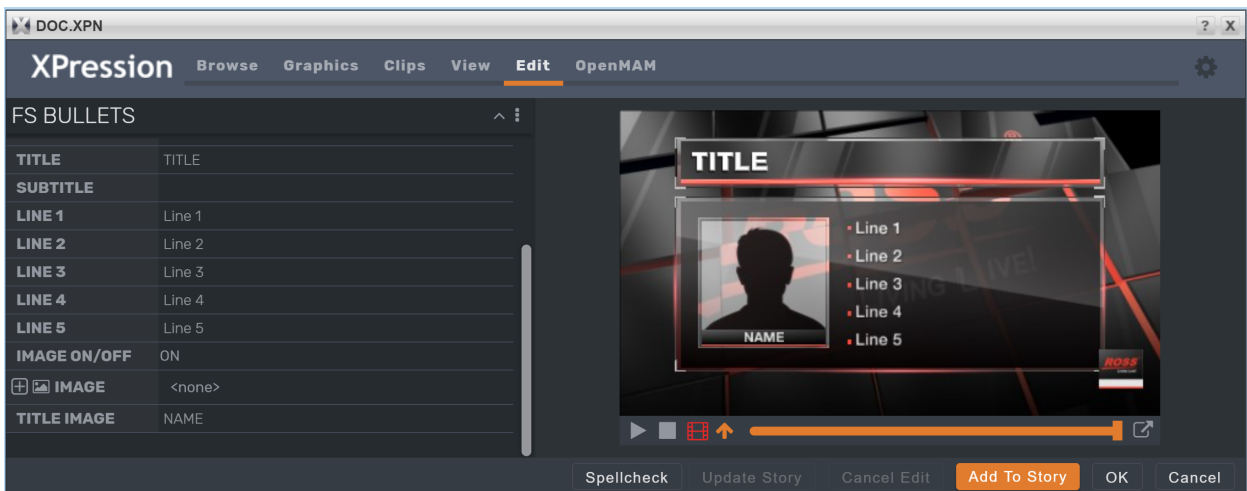 DOC.XPN
? X
XPression Browse Graphics Clips View Edit OpenMAM
FS BULLETS
TITLE TITLE
SUBTITLE
LINE 1 Line 1
LINE 2 Line 2
LINE 3 Line 3
LINE 4 Line 4
LINE 5 Line 5
IMAGE ON/OFF ON
IMAGE <none>
TITLE IMAGE NAME
TITLE
Line 1
Line 2
Line 3
Line 4
Line 5
NAME
ROSS
Spellcheck Update Story Cancel Edit Add To Story OK Cancel